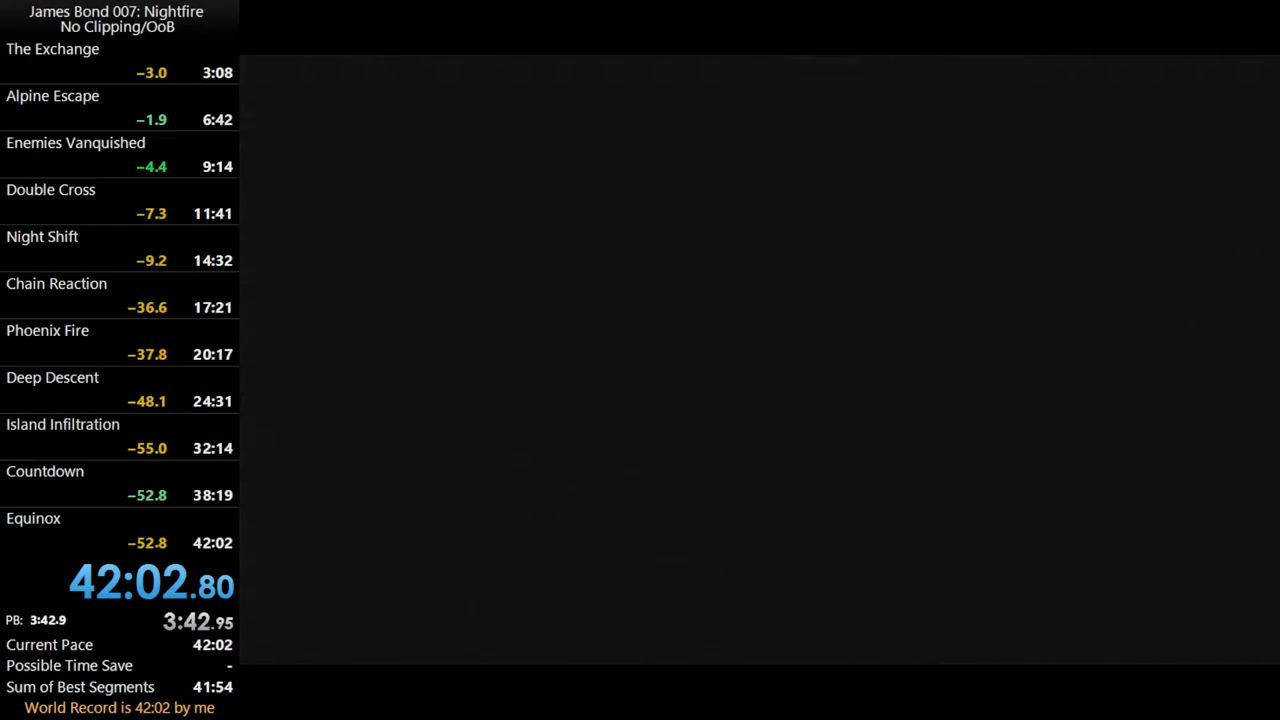 James Bond 007: Nightfire
No Clipping/OoB
The Exchange
−3.0 3:08
Alpine Escape
−1.9 6:42
Enemies Vanquished
−4.4 9:14
Double Cross
−7.3 11:41
Night Shift
−9.2 14:32
Chain Reaction
−36.6 17:21
Phoenix Fire
−37.8 20:17
Deep Descent
−48.1 24:31
Island Infiltration
−55.0 32:14
Countdown
−52.8 38:19
Equinox
−52.8 42:02
42:02.80
PB: 3:42.9 3:42.95
Current Pace 42:02
Possible Time Save -
Sum of Best Segments 41:54
World Record is 42:02 by me